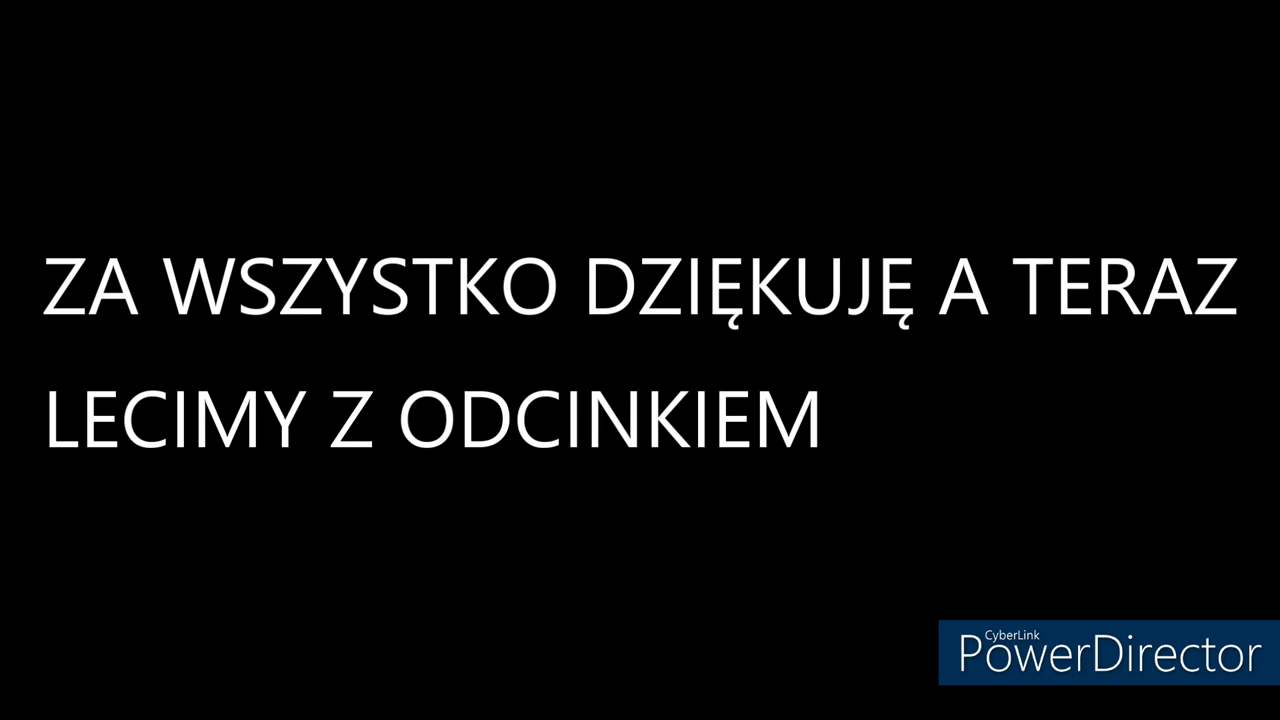 ZA WSZYSTKO DZIĘKUJĘ A TERAZ
LECIMY Z ODCINKIEM
CyberLink
PowerDirector